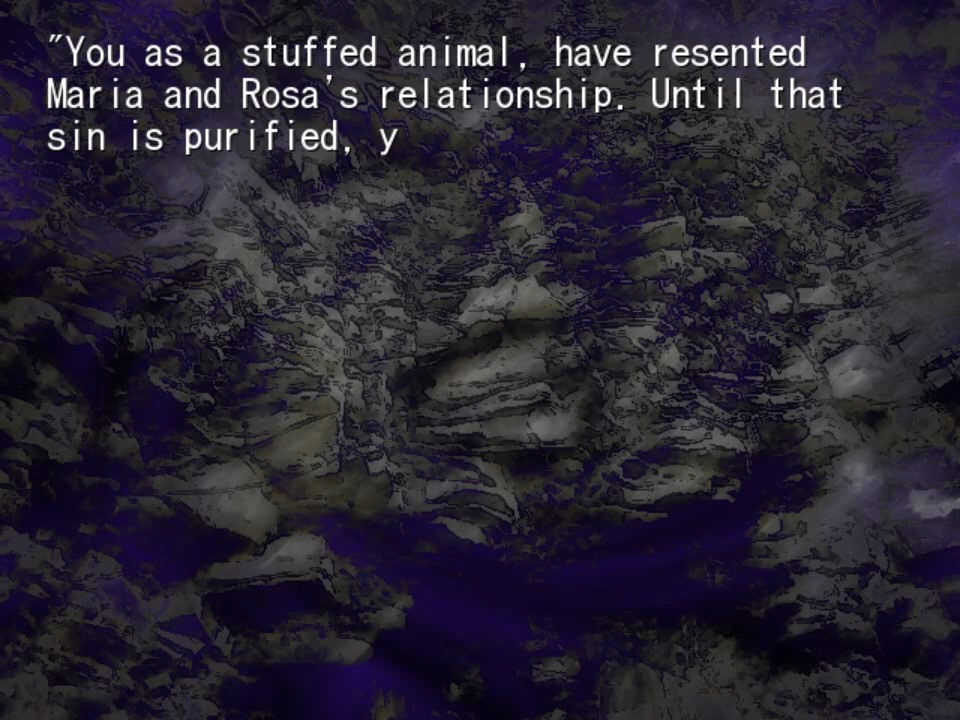 "You as a stuffed animal, have resented
Maria and Rosa's relationship. Until that
sin is purified, y